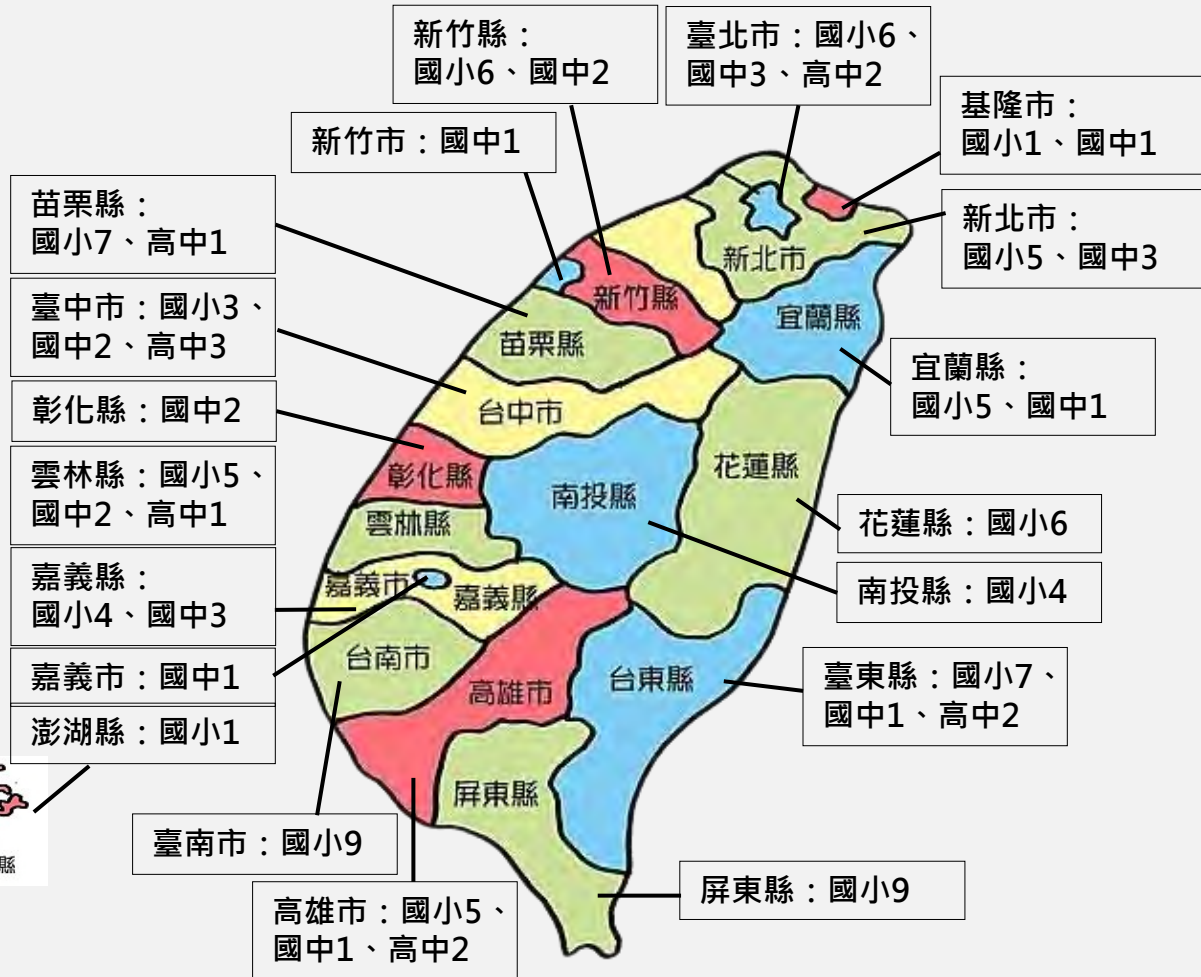 新竹縣：
國小6、國中2
臺北市：國小6、
國中3、高中2
基隆市：
國小1、國中1
新竹市：國中1
苗栗縣：
國小7、高中1
新北市：
國小5、國中3
臺中市：國小3、
國中2、高中3
宜蘭縣：
國小5、國中1
彰化縣：國中2
雲林縣：國小5、
國中2、高中1
花蓮縣：國小6
嘉義縣：
國小4、國中3
南投縣：國小4
嘉義市：國中1
臺東縣：國小7、
國中1、高中2
澎湖縣：國小1
臺南市：國小9
屏東縣：國小9
高雄市：國小5、
國中1、高中2
新北市
新竹縣
宜蘭縣
苗栗縣
台中市
花蓮縣
彰化縣
南投縣
雲林縣
嘉義市
嘉義縣
台南市
高雄市
台東縣
屏東縣
縣